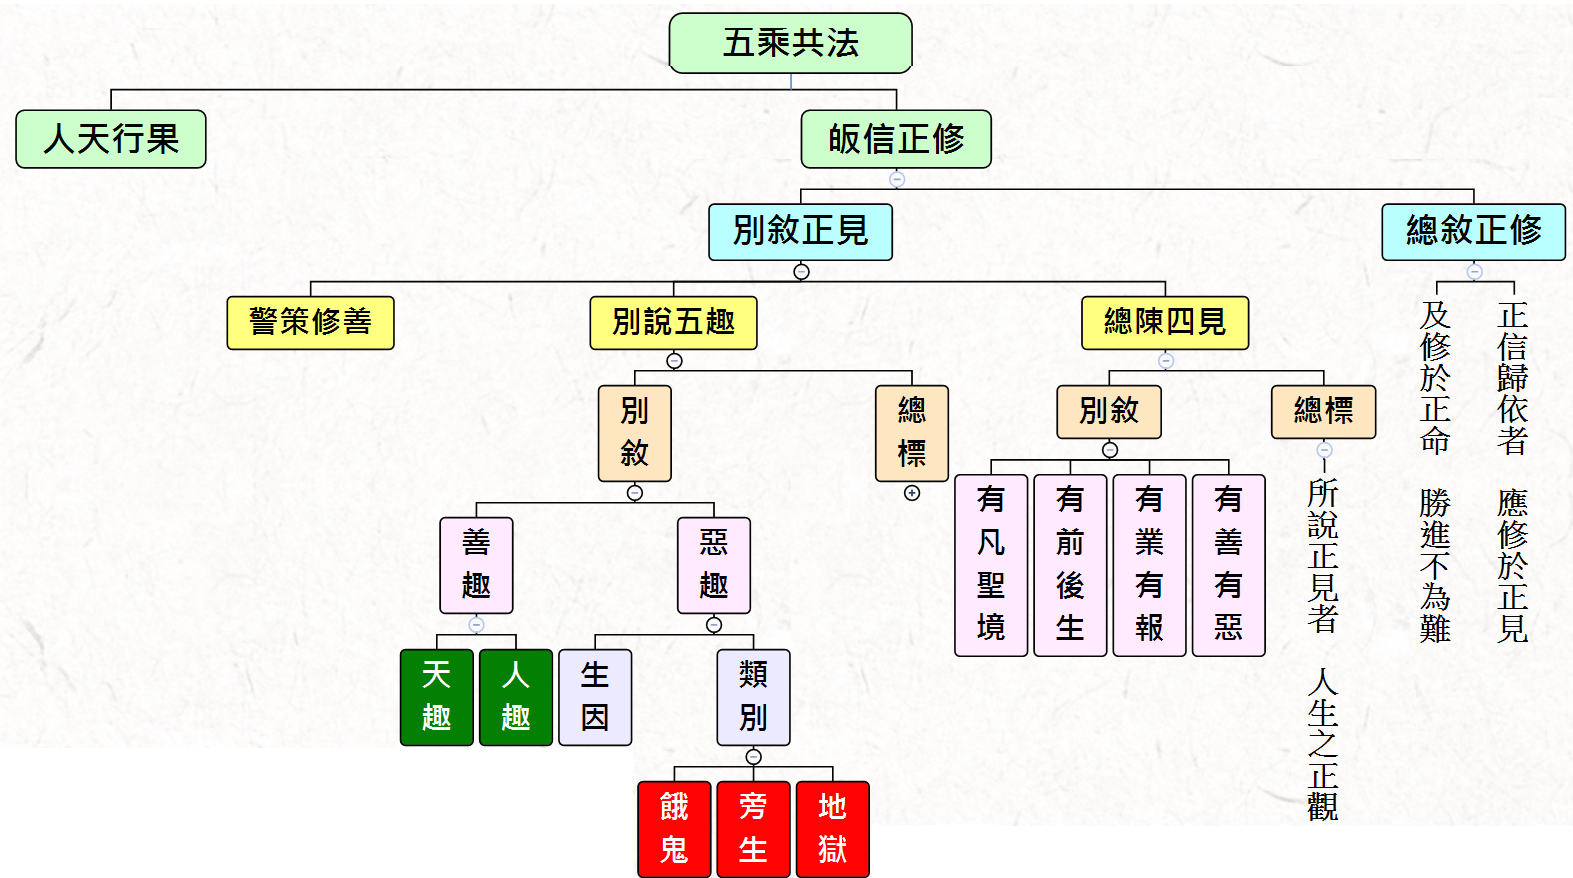 五乘共法
人天行果
皈信正修
別敘正見
總敘正修
警策修善
別說五趣
總陳四見
正信歸依者　應修於正見
及修於正命　勝進不為難
別敘
總標
別敘
總標
所說正見者　人生之正觀
有善有惡
有業有報
有前後生
有凡聖境
善趣
惡趣
天趣
人趣
生因
類別
餓鬼
旁生
地獄